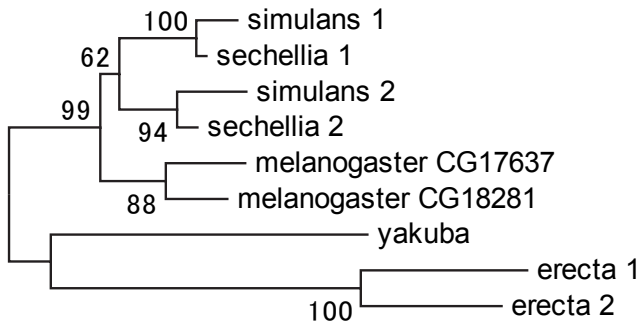 100
simulans 1
sechellia 1
62
simulans 2
99
94
sechellia 2
melanogaster CG17637
88
melanogaster CG18281
yakuba
erecta 1
100
erecta 2